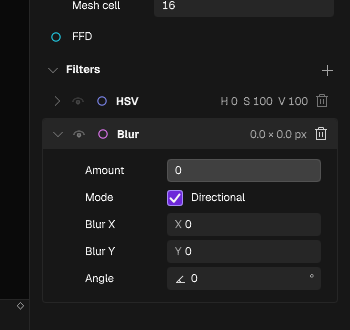 Mesh cell 16
FFD
Filters
HSV H 0 S 100 V 100
Blur 0.0 × 0.0 px
Amount 0
Mode Directional
Blur X X 0
Blur Y Y 0
Angle 0 °